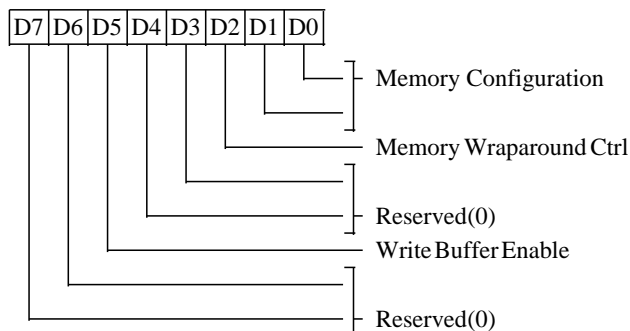 D7 D6 D5 D4 D3 D2 D1 D0
Memory Configuration
Memory Wraparound Ctrl
Reserved(0)
Write Buffer Enable
Reserved(0)